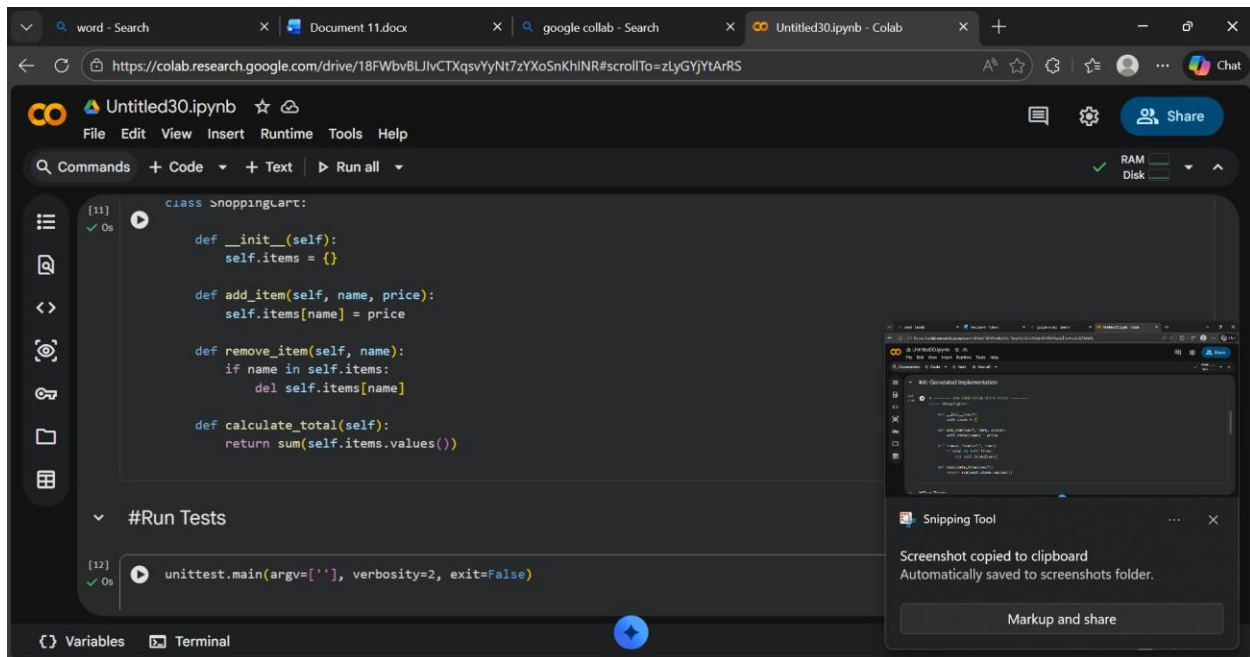 word - Search
Document 11.docx
google collab - Search
Untitled30.ipynb - Colab
https://colab.research.google.com/drive/18FWbvBLJIvCTXqsvYyNt7zYXoSnKhINR#scrollTo=zLyGYjYtArRS
Chat
Untitled30.ipynb
File Edit View Insert Runtime Tools Help
Share
Commands + Code + Text Run all
RAM
Disk
[11]
0s
class ShoppingCart:
def __init__(self):
self.items = {}
def add_item(self, name, price):
self.items[name] = price
def remove_item(self, name):
if name in self.items:
del self.items[name]
def calculate_total(self):
return sum(self.items.values())
#Run Tests
[12]
0s
unittest.main(argv=[''], verbosity=2, exit=False)
#AI-Generated Implementation
Snipping Tool
Screenshot copied to clipboard
Automatically saved to screenshots folder.
Markup and share
{} Variables
Terminal